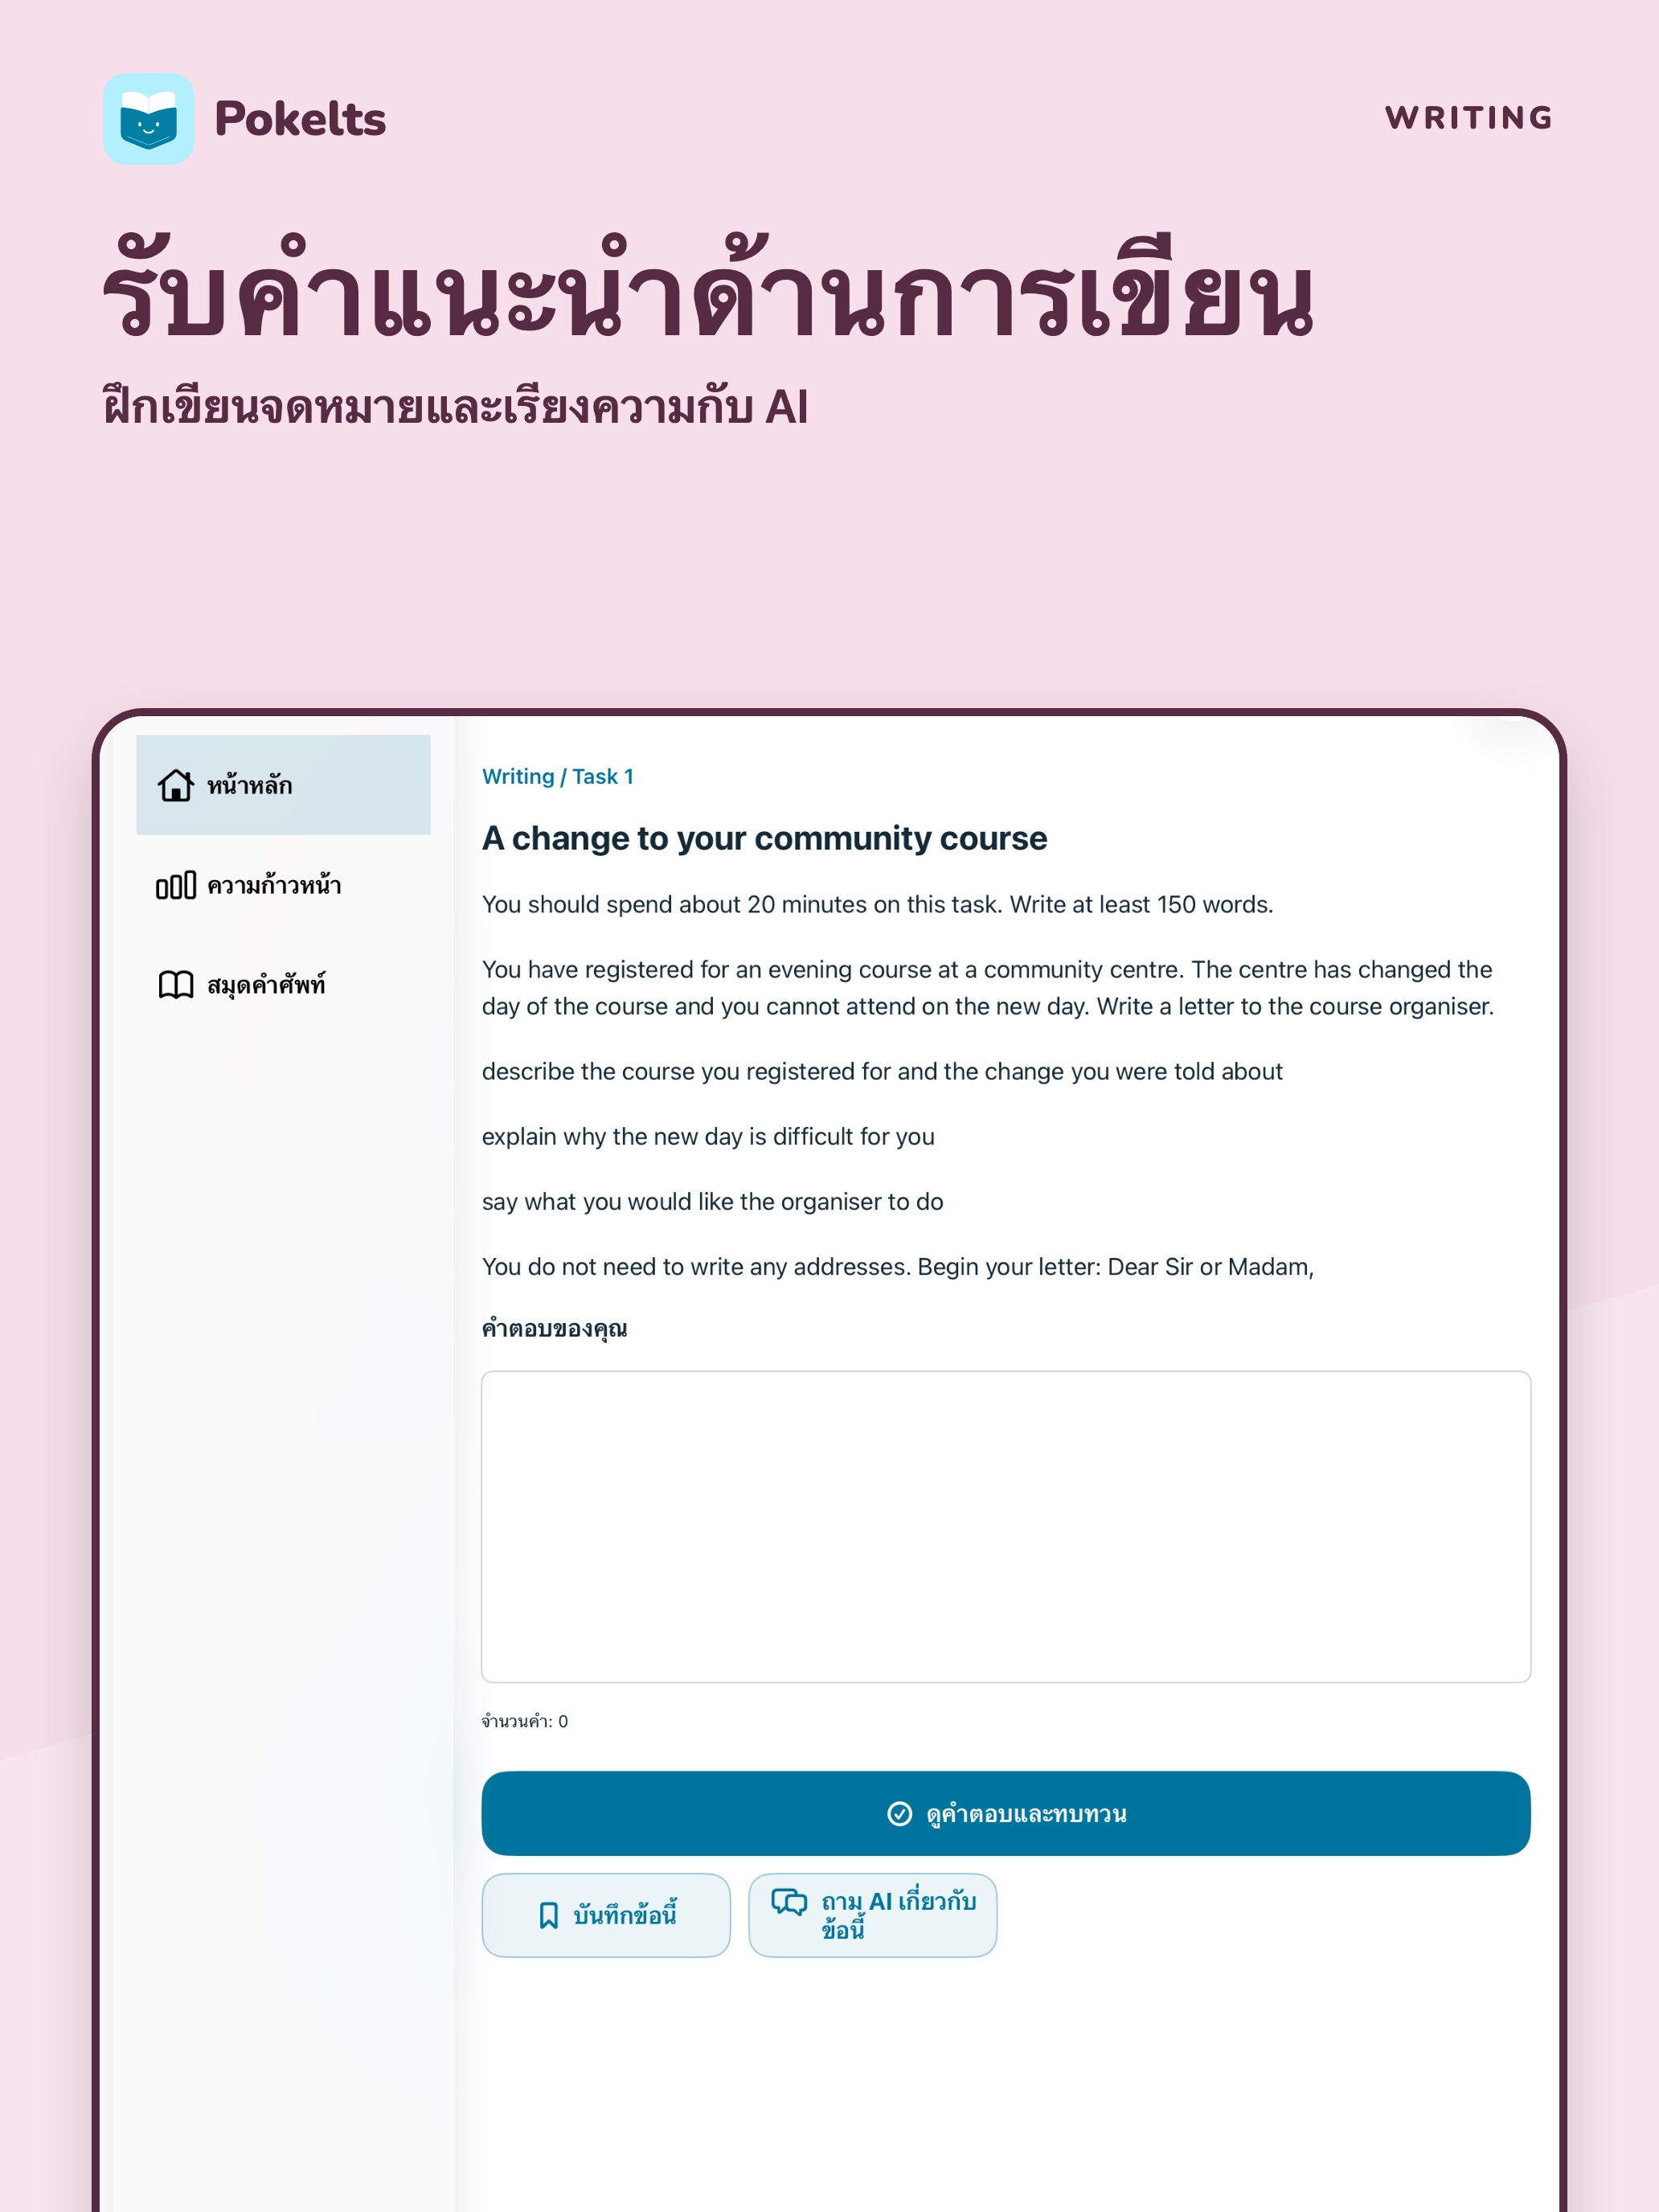 Pokelts
WRITING
รับคำแนะนำด้านการเขียน
ฝึกเขียนจดหมายและเรียงความกับ AI
หน้าหลัก
ความก้าวหน้า
สมุดคำศัพท์
Writing / Task 1
A change to your community course
You should spend about 20 minutes on this task. Write at least 150 words.
You have registered for an evening course at a community centre. The centre has changed the
day of the course and you cannot attend on the new day. Write a letter to the course organiser.
describe the course you registered for and the change you were told about
explain why the new day is difficult for you
say what you would like the organiser to do
You do not need to write any addresses. Begin your letter: Dear Sir or Madam,
คำตอบของคุณ
จำนวนคำ: 0
ดูคำตอบและทบทวน
บันทึกข้อนี้
ถาม AI เกี่ยวกับ
ข้อนี้